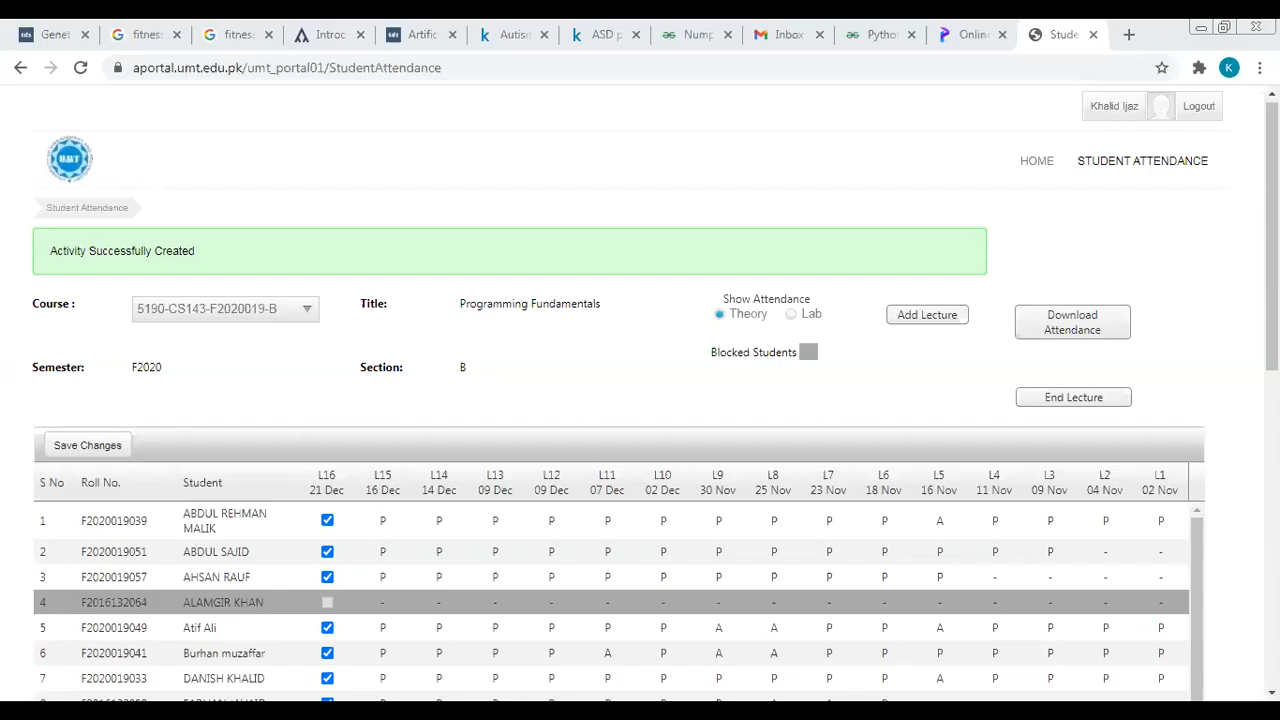 Genet
fitnes
fitnes
Introc
Artific
Autisr
ASD p
Nump
Inbox
Pythor
Online
Stude
aportal.umt.edu.pk/umt_portal01/StudentAttendance
K
Khalid Ijaz Logout
UMT
HOME STUDENT ATTENDANCE
Student Attendance
Activity Successfully Created
Course : 5190-CS143-F2020019-B Title: Programming Fundamentals
Show Attendance
Theory Lab
Add Lecture
Download
Attendance
Blocked Students
Semester: F2020 Section: B
End Lecture
Save Changes
S No Roll No. Student L16 L15 L14 L13 L12 L11 L10 L9 L8 L7 L6 L5 L4 L3 L2 L1
21 Dec 16 Dec 14 Dec 09 Dec 09 Dec 07 Dec 02 Dec 30 Nov 25 Nov 23 Nov 18 Nov 16 Nov 11 Nov 09 Nov 04 Nov 02 Nov
1 F2020019039 ABDUL REHMAN MALIK P P P P P P P P P P A P P P P
2 F2020019051 ABDUL SAJID P P P P P P P P P P P P P - -
3 F2020019057 AHSAN RAUF P P P P P P P P P P P - - - -
4 F2016132064 ALAMGIR KHAN - - - - - - - - - - - - - - -
5 F2020019049 Atif Ali P P P P P P A A P P A P P P P
6 F2020019041 Burhan muzaffar P P P P A P A A P P P P P P P
7 F2020019033 DANISH KHALID P P P P P P P P P P A P P P P